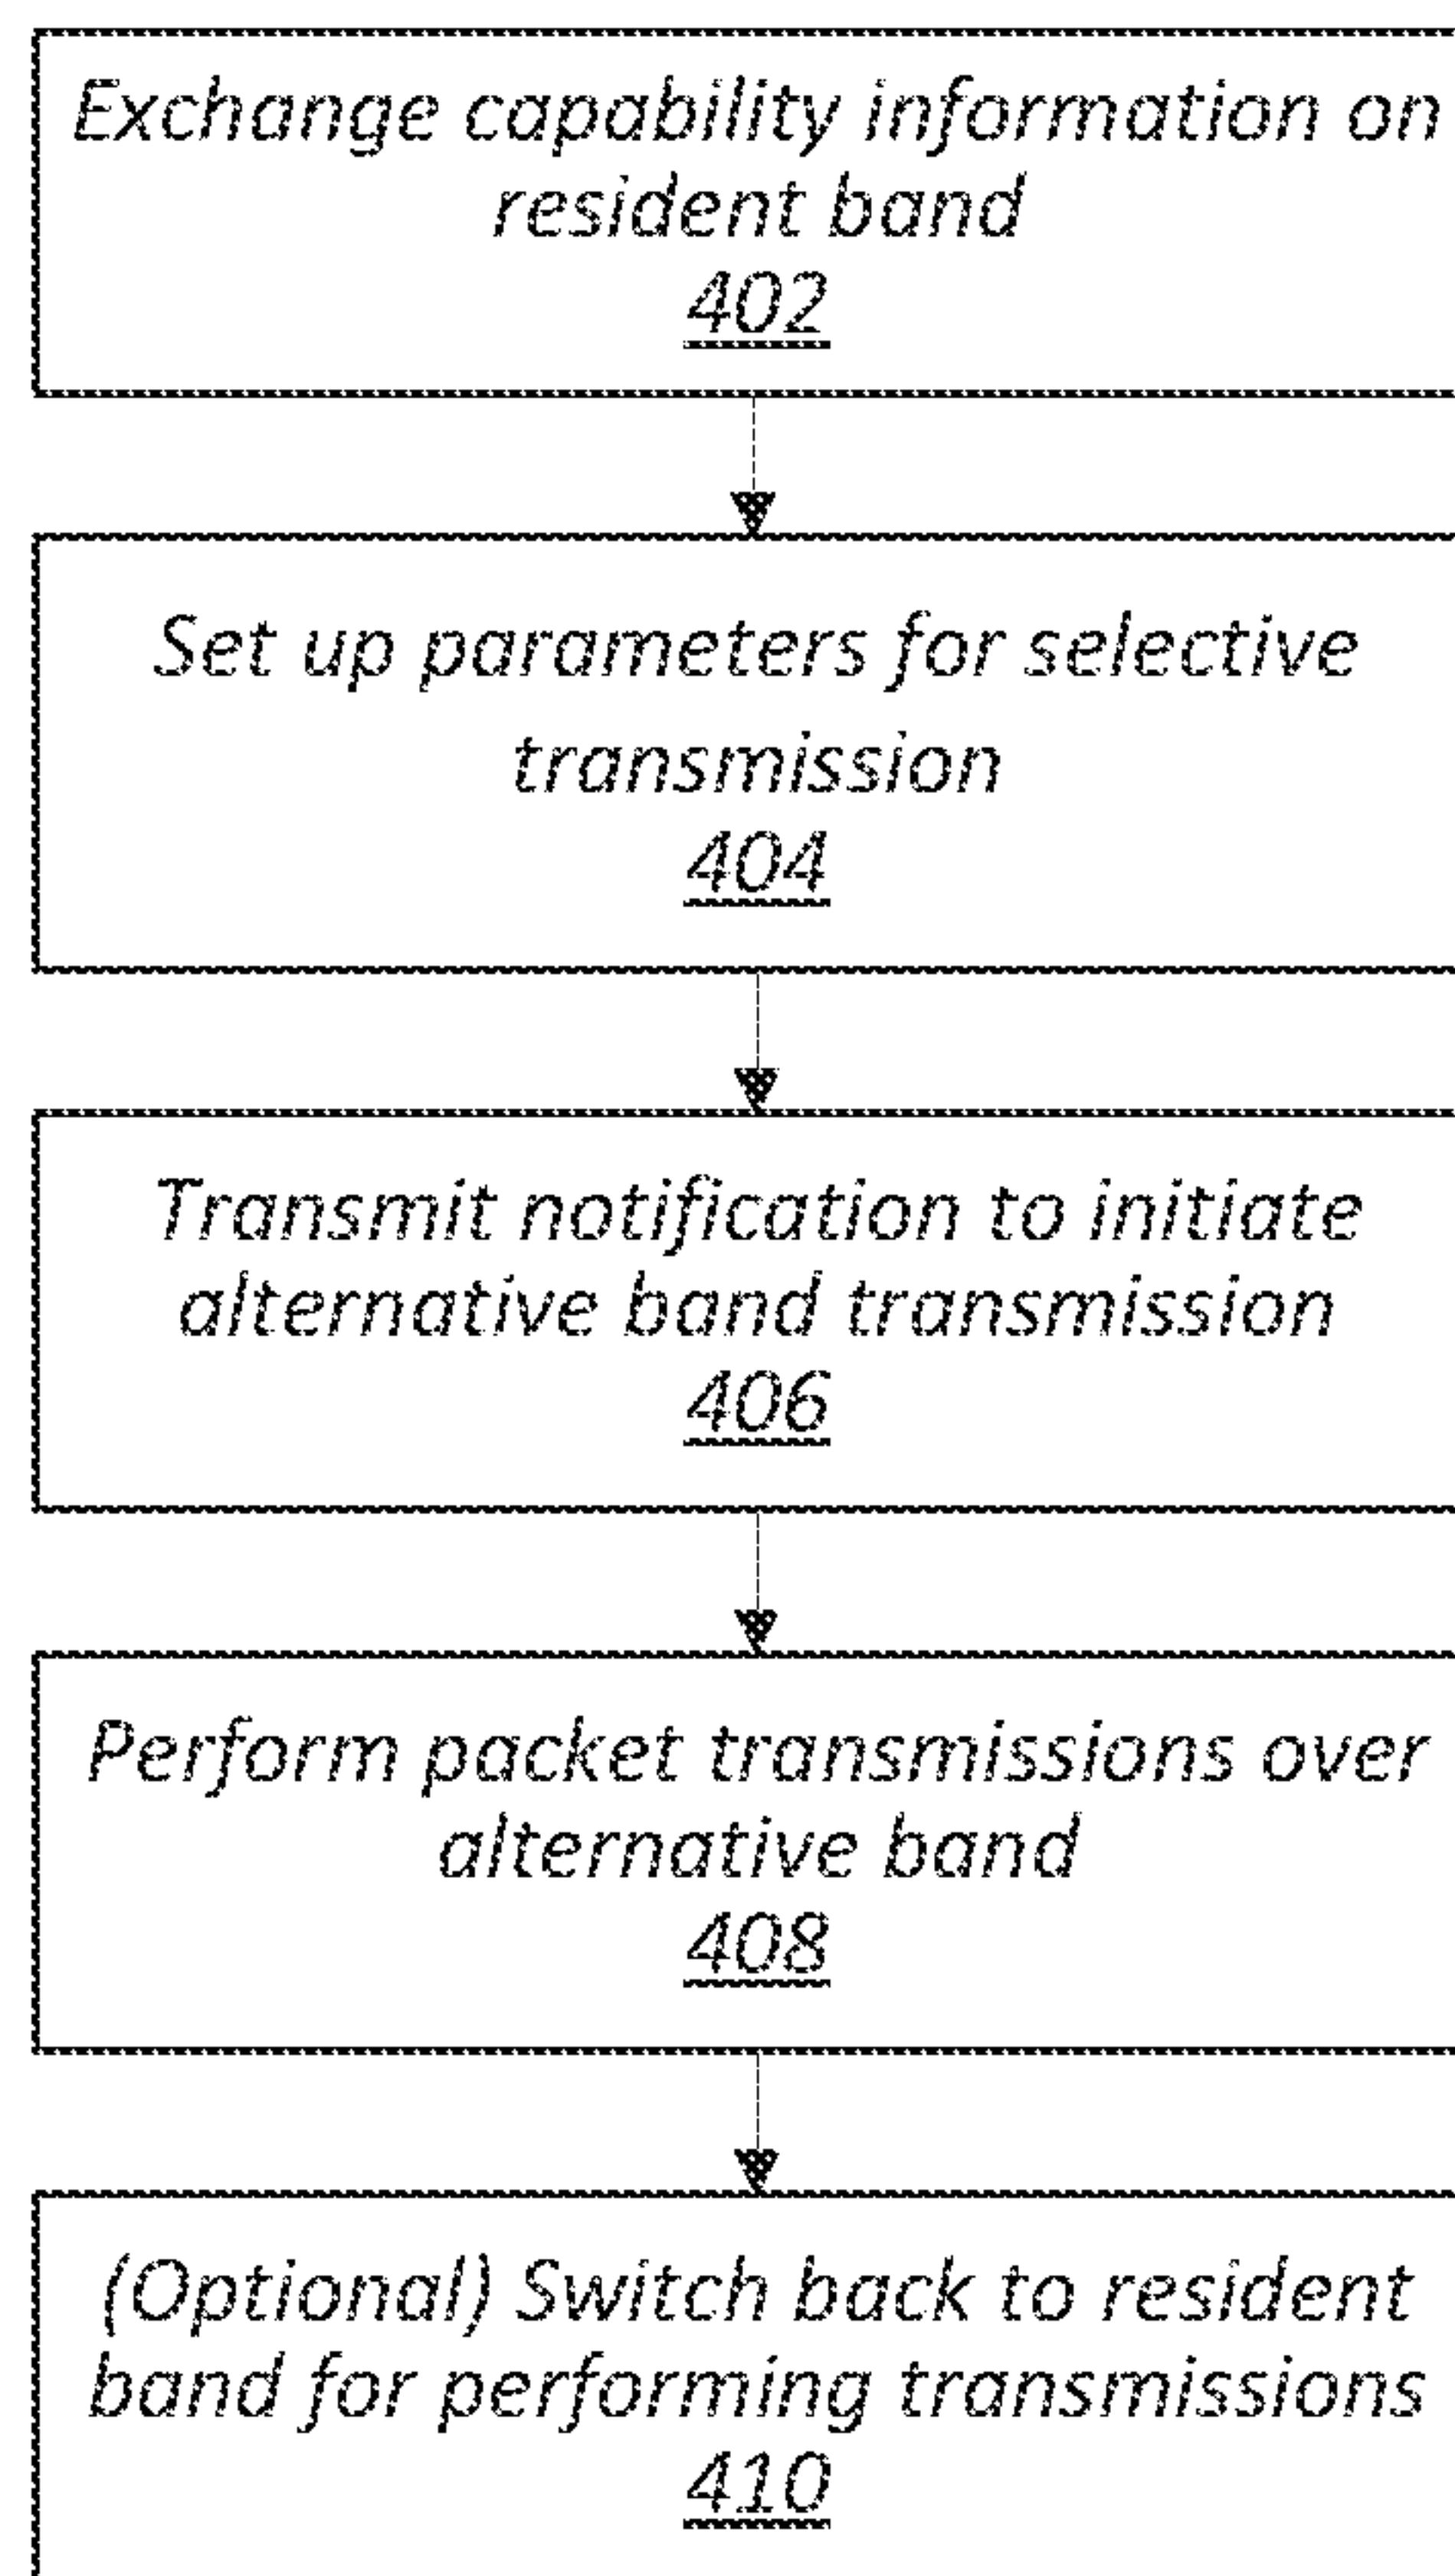 Exchange capability information on
resident band
402
Set up parameters for selective
transmission
404
Transmit notification to initiate
alternative band transmission
406
Perform packet transmissions over
alternative band
408
(Optional) Switch back to resident
band for performing transmissions
410